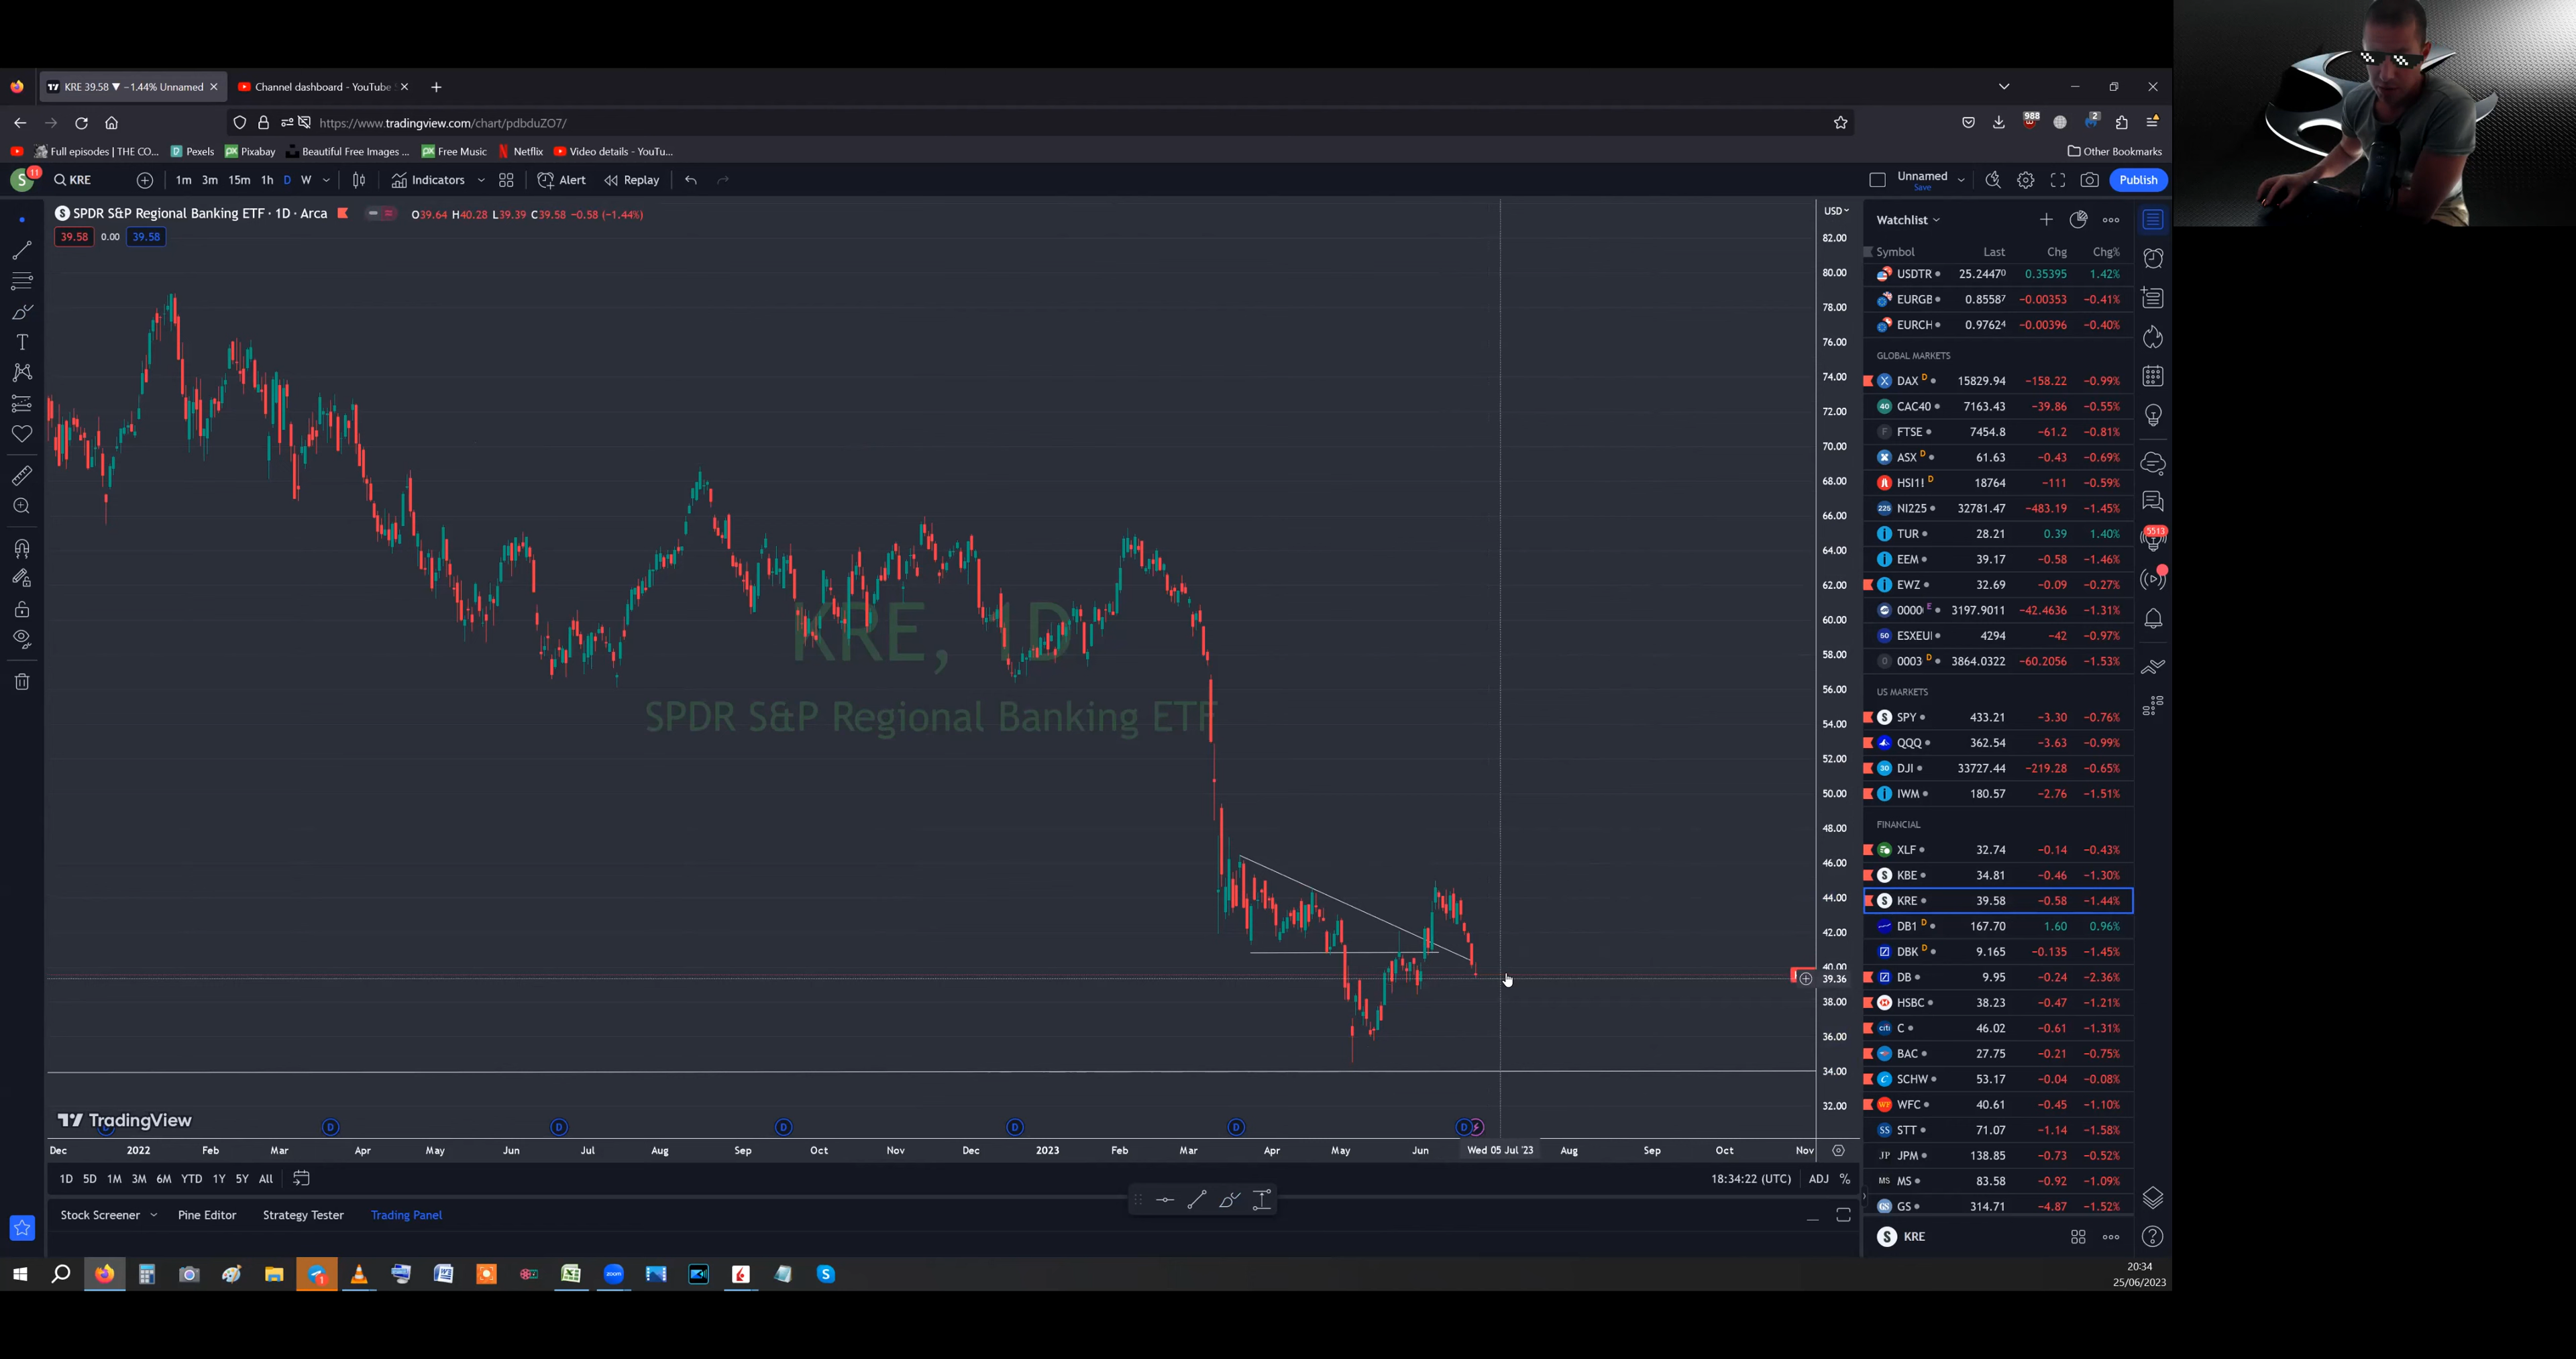 KRE 39.58 ▼ −1.44% Unnamed
Channel dashboard - YouTube
https://www.tradingview.com/chart/pdbduZO7/
988
2
Full episodes | THE CO...
Pexels
Pixabay
Beautiful Free Images ...
Free Music
Netflix
Video details - YouTu...
Other Bookmarks
S
11
KRE
1m 3m 15m 1h D W
Indicators
Alert
Replay
Unnamed
Save
Publish
SPDR S&P Regional Banking ETF · 1D · Arca
O39.64 H40.28 L39.39 C39.58 −0.58 (−1.44%)
39.58 0.00 39.58
USD
82.00
80.00
78.00
76.00
74.00
72.00
70.00
68.00
66.00
64.00
62.00
60.00
58.00
56.00
54.00
52.00
50.00
48.00
46.00
44.00
42.00
40.00
39.36
38.00
36.00
34.00
32.00
KRE, 1D
SPDR S&P Regional Banking ETF
TradingView
D D D D D D
Dec 2022 Feb Mar Apr May Jun Jul Aug Sep Oct Nov Dec 2023 Feb Mar Apr May Jun Wed 05 Jul '23 Aug Sep Oct Nov
1D 5D 1M 3M 6M YTD 1Y 5Y All
18:34:22 (UTC) ADJ %
Stock Screener
Pine Editor
Strategy Tester
Trading Panel
Watchlist
Symbol Last Chg Chg%
USDTR 25.24470 0.35395 1.42%
EURGB 0.85587 −0.00353 −0.41%
EURCH 0.97624 −0.00396 −0.40%
GLOBAL MARKETS
DAX D 15829.94 −158.22 −0.99%
40 CAC40 7163.43 −39.86 −0.55%
F FTSE 7454.8 −61.2 −0.81%
ASX D 61.63 −0.43 −0.69%
HSI1! D 18764 −111 −0.59%
225 NI225 32781.47 −483.19 −1.45%
TUR 28.21 0.39 1.40%
EEM 39.17 −0.58 −1.46%
EWZ 32.69 −0.09 −0.27%
0000 E 3197.9011 −42.4636 −1.31%
50 ESXEU 4294 −42 −0.97%
0 0003 D 3864.0322 −60.2056 −1.53%
US MARKETS
S SPY 433.21 −3.30 −0.76%
QQQ 362.54 −3.63 −0.99%
30 DJI 33727.44 −219.28 −0.65%
IWM 180.57 −2.76 −1.51%
FINANCIAL
XLF 32.74 −0.14 −0.43%
S KBE 34.81 −0.46 −1.30%
S KRE 39.58 −0.58 −1.44%
DB1 D 167.70 1.60 0.96%
DBK D 9.165 −0.135 −1.45%
DB 9.95 −0.24 −2.36%
HSBC 38.23 −0.47 −1.21%
citi C 46.02 −0.61 −1.31%
BAC 27.75 −0.21 −0.75%
SCHW 53.17 −0.04 −0.08%
WF WFC 40.61 −0.45 −1.10%
SS STT 71.07 −1.14 −1.58%
JP JPM 138.85 −0.73 −0.52%
MS MS 83.58 −0.92 −1.09%
GS GS 314.71 −4.87 −1.52%
S KRE
5513
zoom
20:34
25/06/2023